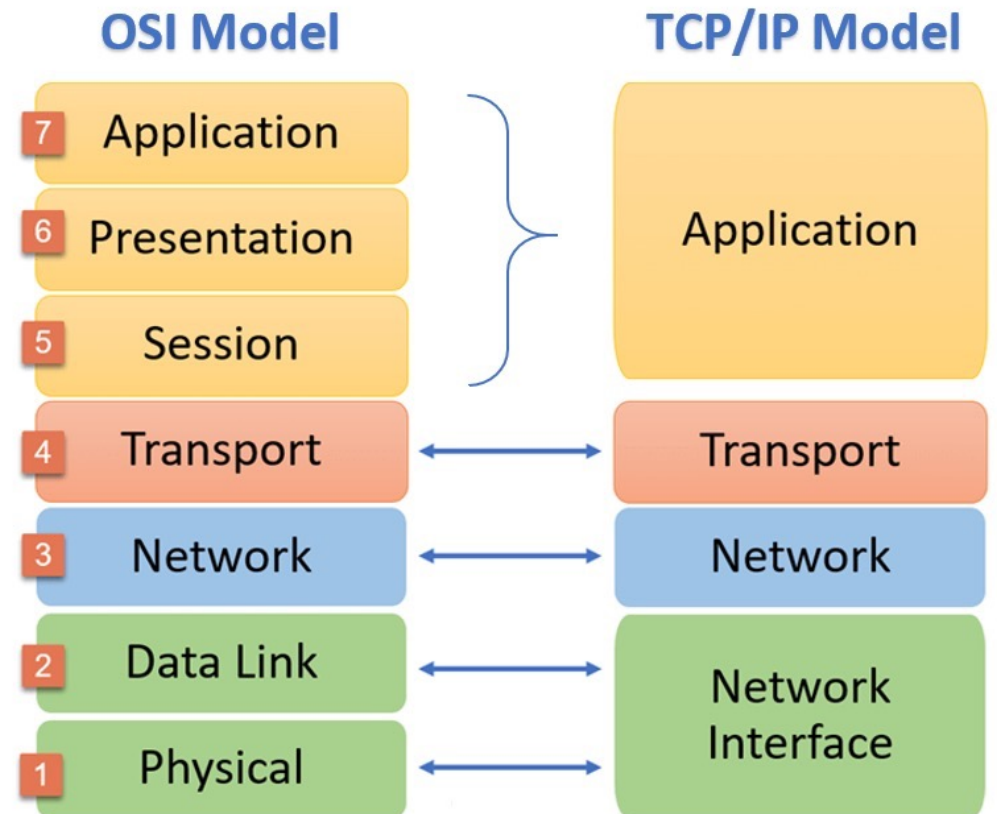 OSI Model
TCP/IP Model
7
Application
6
Presentation
5
Session
4
Transport
3
Network
2
Data Link
1
Physical
Application
Transport
Network
Network
Interface